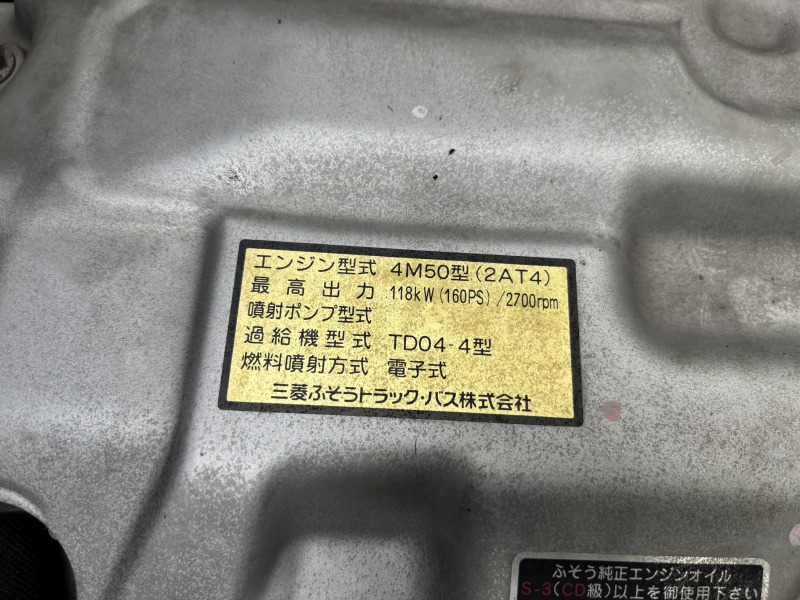 エンジン型式 4M50型(2AT4)
最高出力 118kW(160PS)/2700rpm
噴射ポンプ型式
過給機型式 TD04-4型
燃料噴射方式 電子式
三菱ふそうトラック・バス株式会社
ふそう純正エンジンオイル
S-3(CD級)以上を御使用下さい